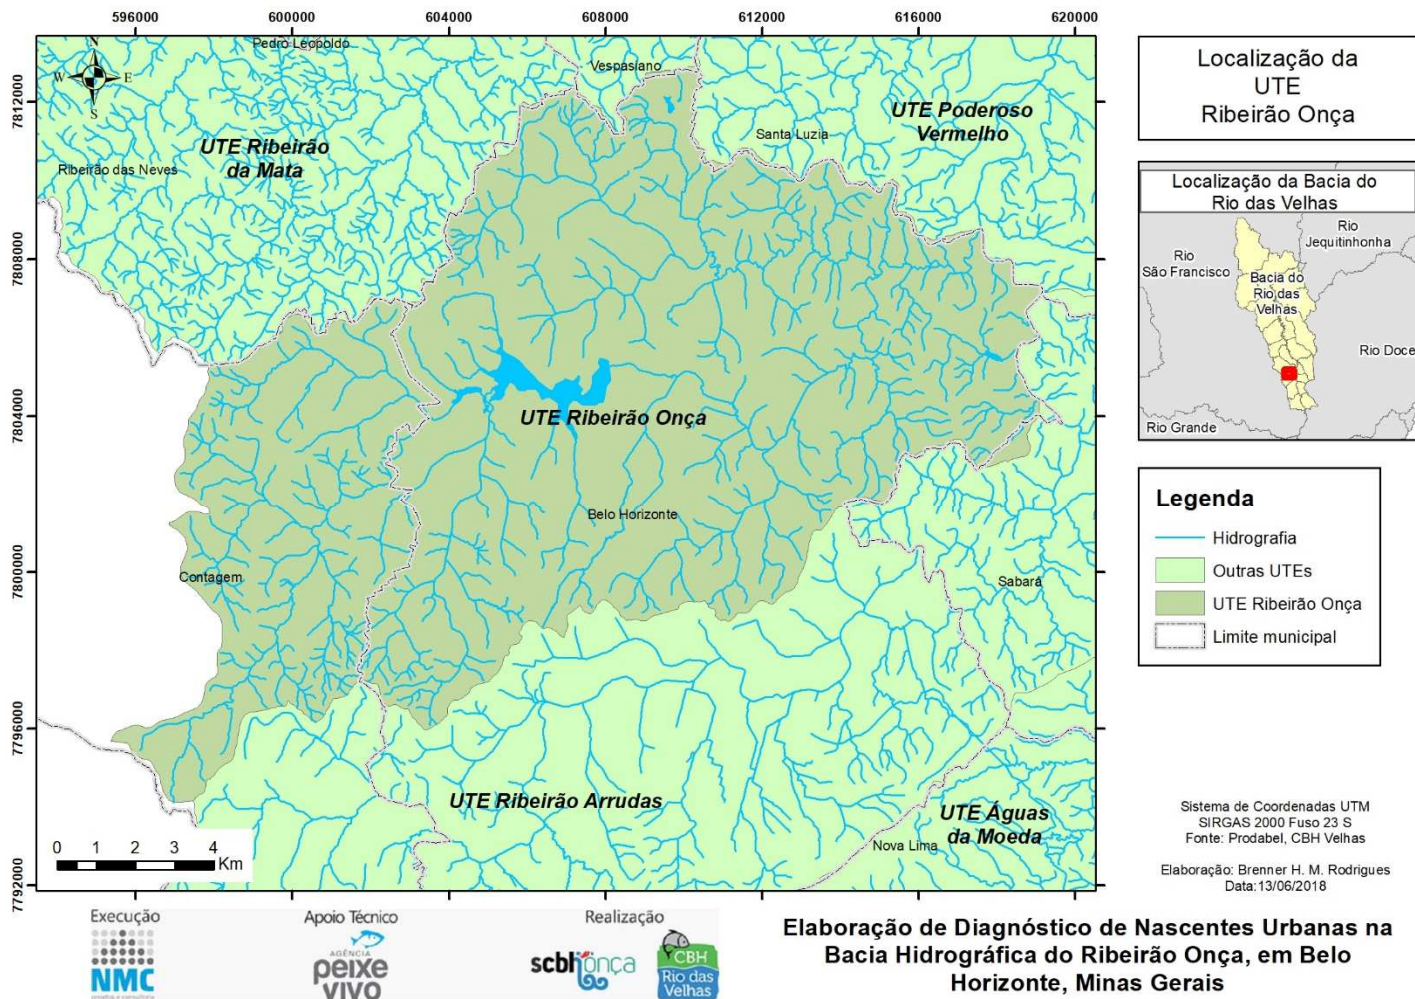 596000
600000
604000
608000
612000
616000
620000
7812000
7808000
7804000
7800000
7796000
7792000
N
W
E
S
Pedro Leopoldo
Vespasiano
UTE Ribeirão
da Mata
Ribeirão das Neves
UTE Poderoso
Vermelho
Santa Luzia
UTE Ribeirão Onça
Belo Horizonte
Contagem
Sabará
UTE Ribeirão Arrudas
UTE Águas
da Moeda
Nova Lima
0 1 2 3 4
Km
Localização da
UTE
Ribeirão Onça
Localização da Bacia do
Rio das Velhas
Rio
Jequitinhonha
Rio
São Francisco
Bacia do
Rio das
Velhas
Rio Doce
Rio Grande
Legenda
Hidrografia
Outras UTEs
UTE Ribeirão Onça
Limite municipal
Sistema de Coordenadas UTM
SIRGAS 2000 Fuso 23 S
Fonte: Prodabel, CBH Velhas
Elaboração: Brenner H. M. Rodrigues
Data:13/06/2018
Execução
NMC
Apoio Técnico
AGÊNCIA
peixe
vivo
Realização
scbh onça
CBH
Rio das
Velhas
Elaboração de Diagnóstico de Nascentes Urbanas na
Bacia Hidrográfica do Ribeirão Onça, em Belo
Horizonte, Minas Gerais